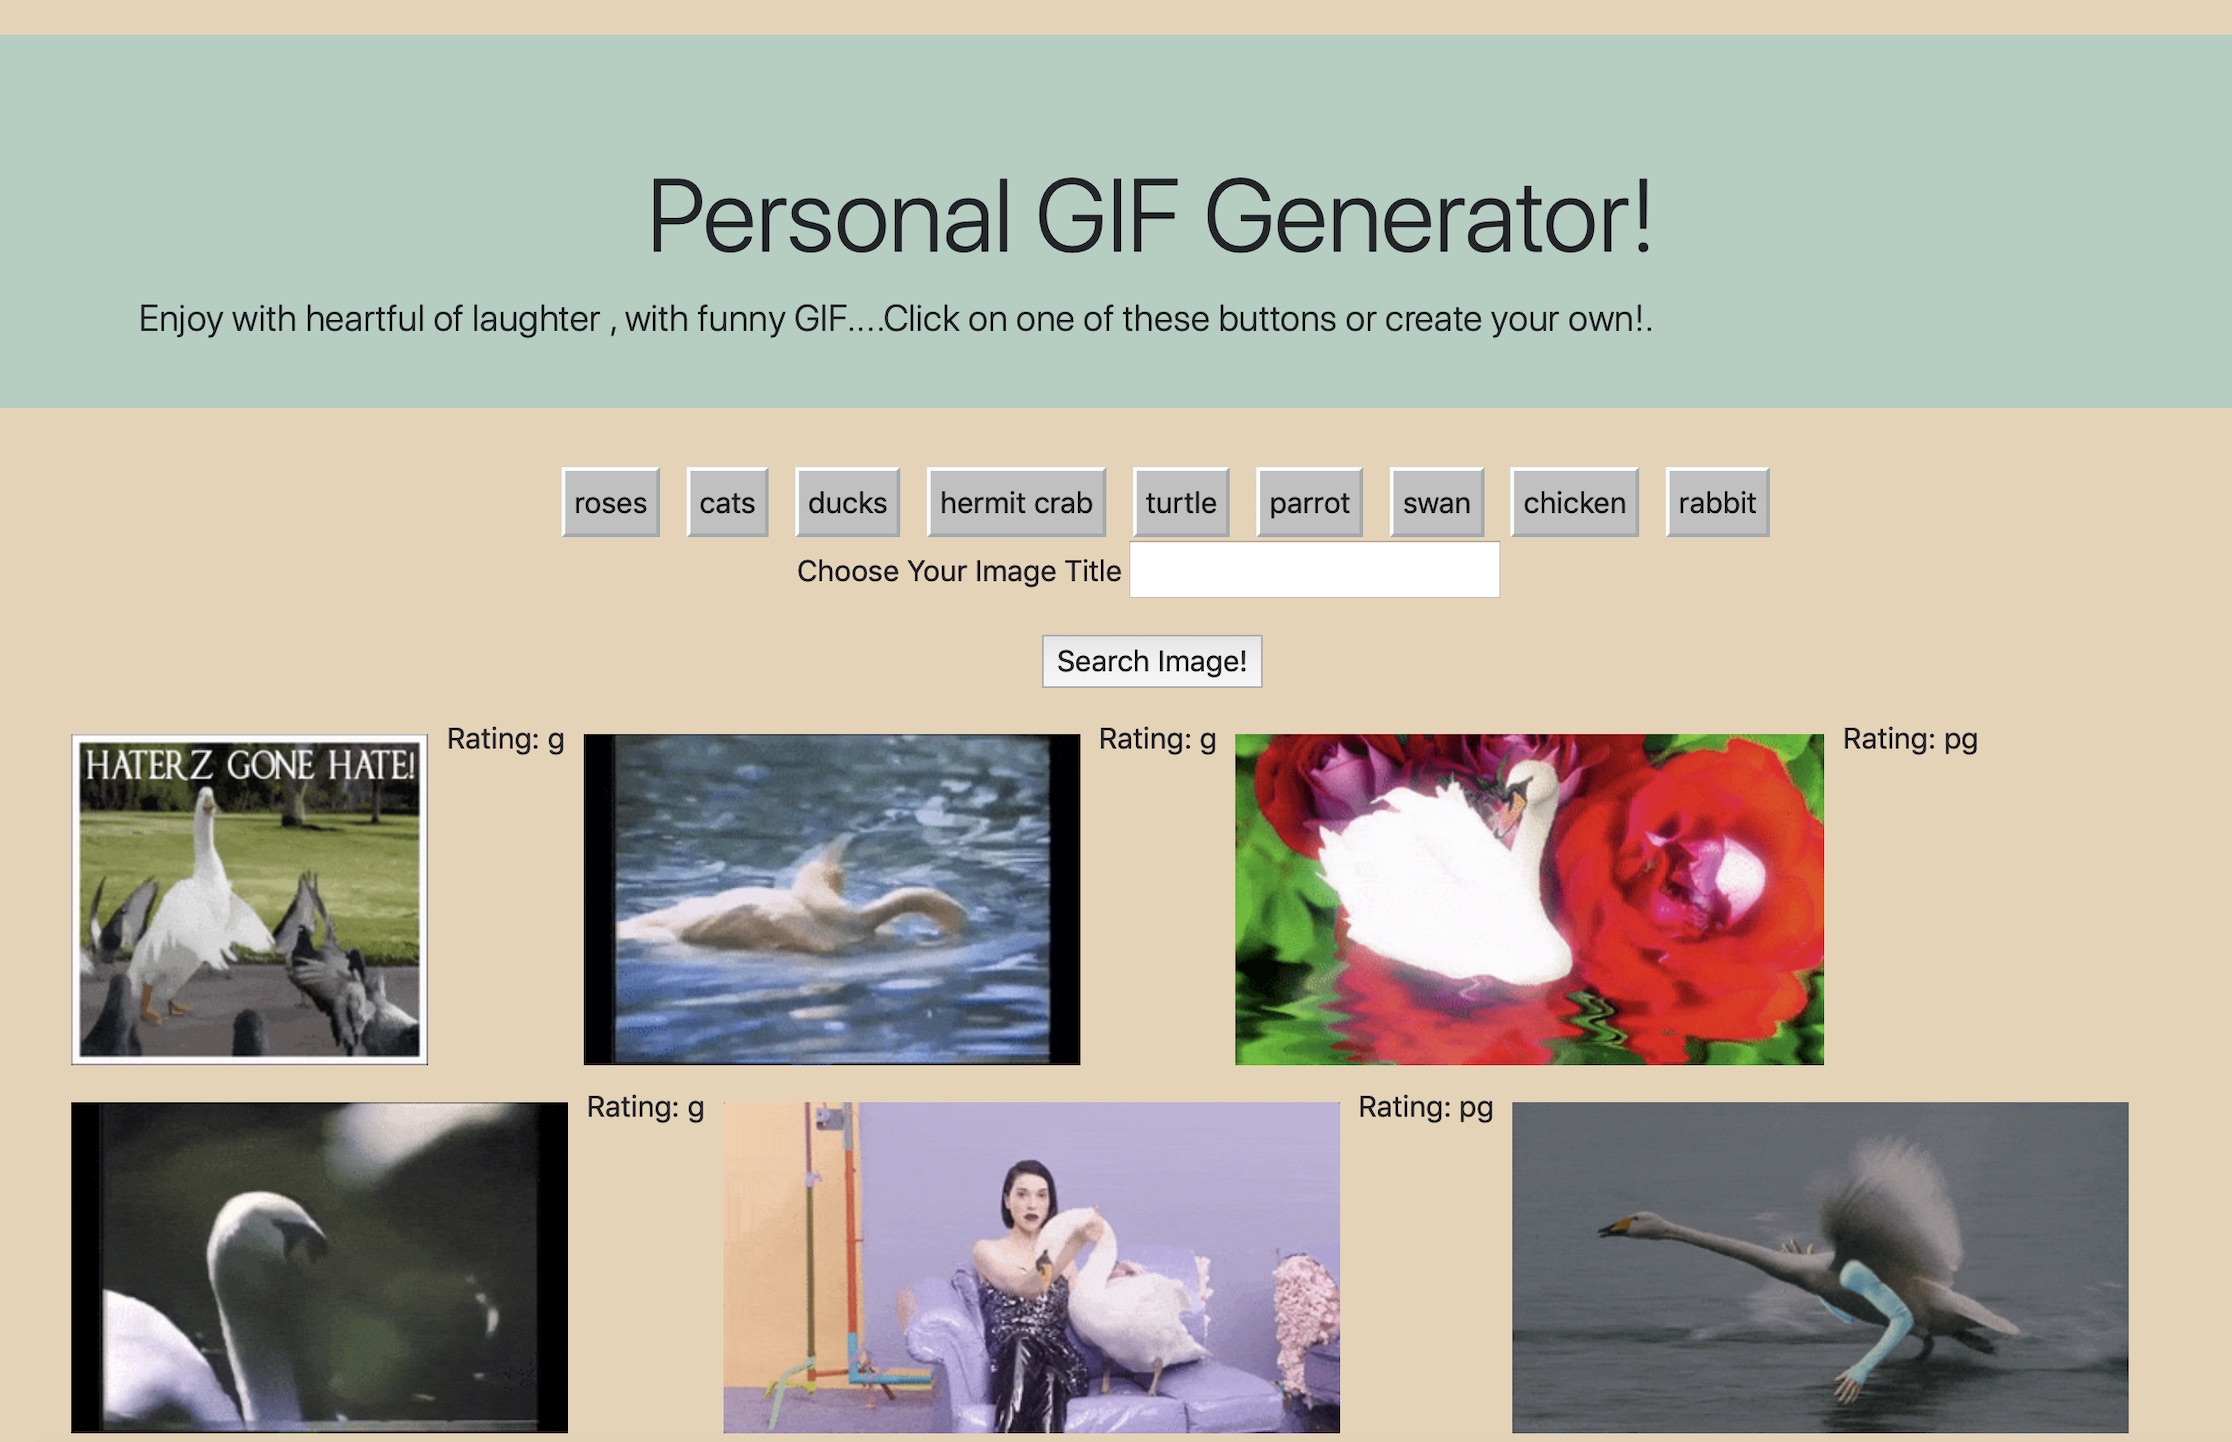 Personal GIF Generator!
Enjoy with heartful of laughter , with funny GIF....Click on one of these buttons or create your own!.
roses cats ducks hermit crab turtle parrot swan chicken rabbit
Choose Your Image Title
Search Image!
HATERZ GONE HATE!
Rating: g
Rating: g
Rating: pg
Rating: g
Rating: pg